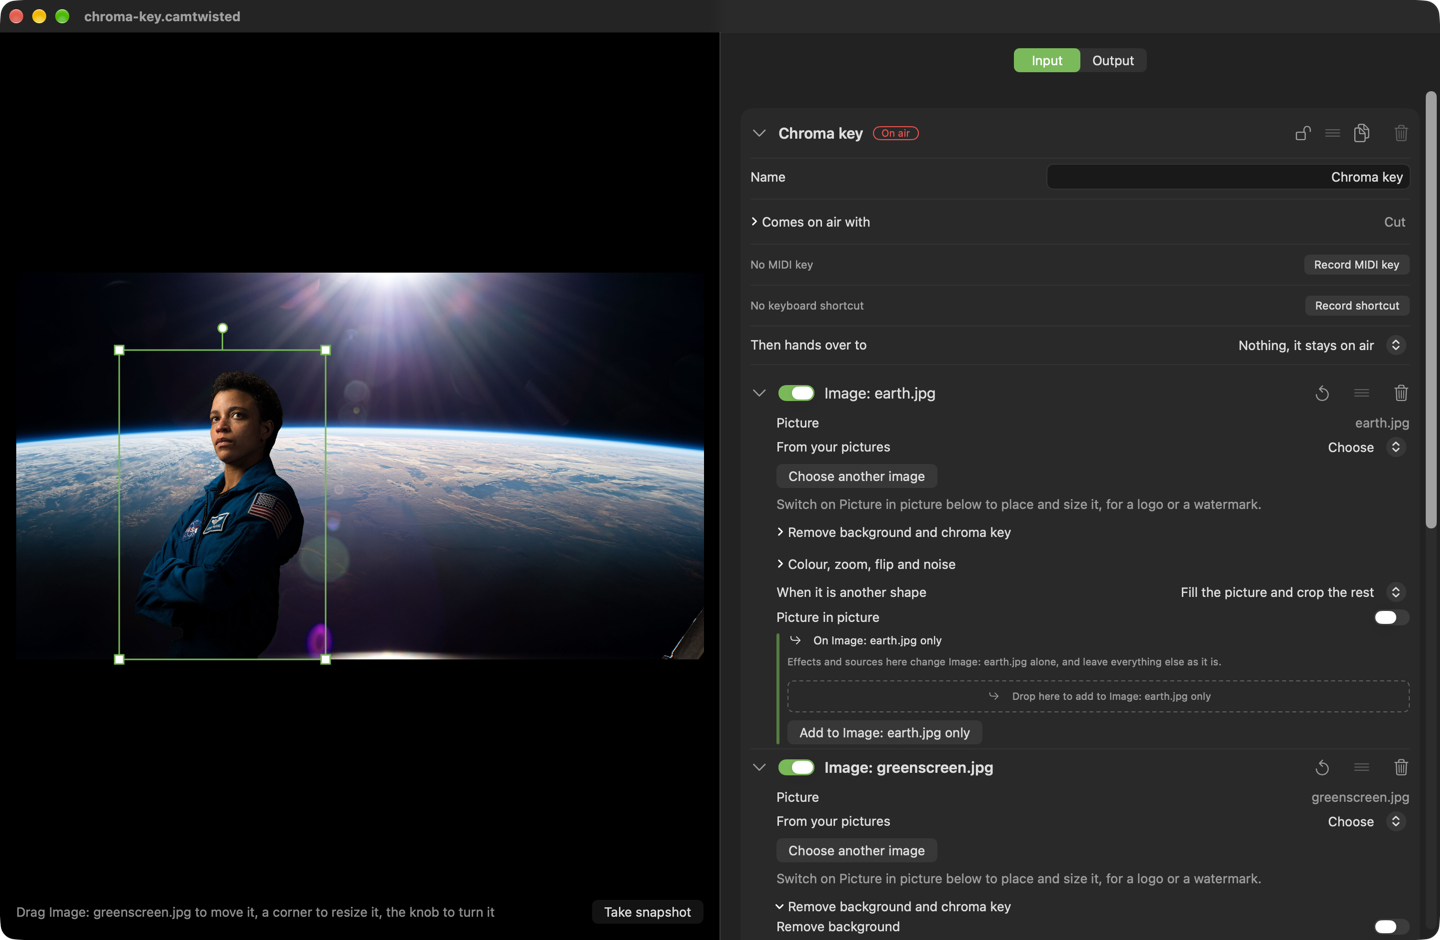 chroma-key.camtwisted
Input
Output
Chroma key
On air
Name
Chroma key
Comes on air with
Cut
No MIDI key
Record MIDI key
No keyboard shortcut
Record shortcut
Then hands over to
Nothing, it stays on air
Image: earth.jpg
Picture
earth.jpg
From your pictures
Choose
Choose another image
Switch on Picture in picture below to place and size it, for a logo or a watermark.
Remove background and chroma key
Colour, zoom, flip and noise
When it is another shape
Fill the picture and crop the rest
Picture in picture
On Image: earth.jpg only
Effects and sources here change Image: earth.jpg alone, and leave everything else as it is.
Drop here to add to Image: earth.jpg only
Add to Image: earth.jpg only
Image: greenscreen.jpg
Picture
greenscreen.jpg
From your pictures
Choose
Choose another image
Switch on Picture in picture below to place and size it, for a logo or a watermark.
Remove background and chroma key
Remove background
Drag Image: greenscreen.jpg to move it, a corner to resize it, the knob to turn it
Take snapshot